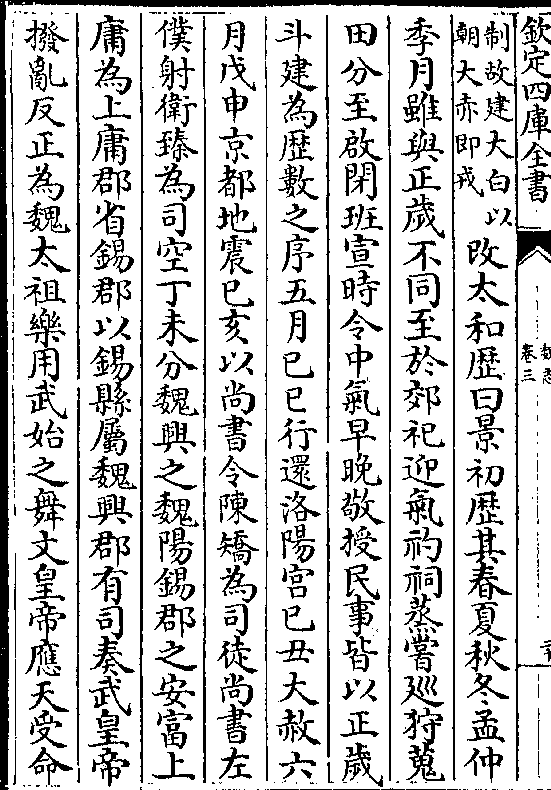 欽定四庫全書
魏志
卷三
制故建大白以
朝大赤即戎
改太和歴曰景初歴其春夏秋冬孟仲
季月雖與正歲不同至於郊祀迎氣礿祠蒸嘗廵狩蒐
田分至啟閉班宣時令中氣早晚敬授民事皆以正歲
斗建為歴數之序五月己巳行還洛陽宫己丑大赦六
月戊申京都地震己亥以尚書令陳矯為司徒尚書左
僕射衛臻為司空丁未分魏興之魏陽錫郡之安富上
庸為上庸郡省錫郡以錫縣屬魏興郡有司奏武皇帝
撥亂反正為魏太祖樂用武始之舞文皇帝應天受命